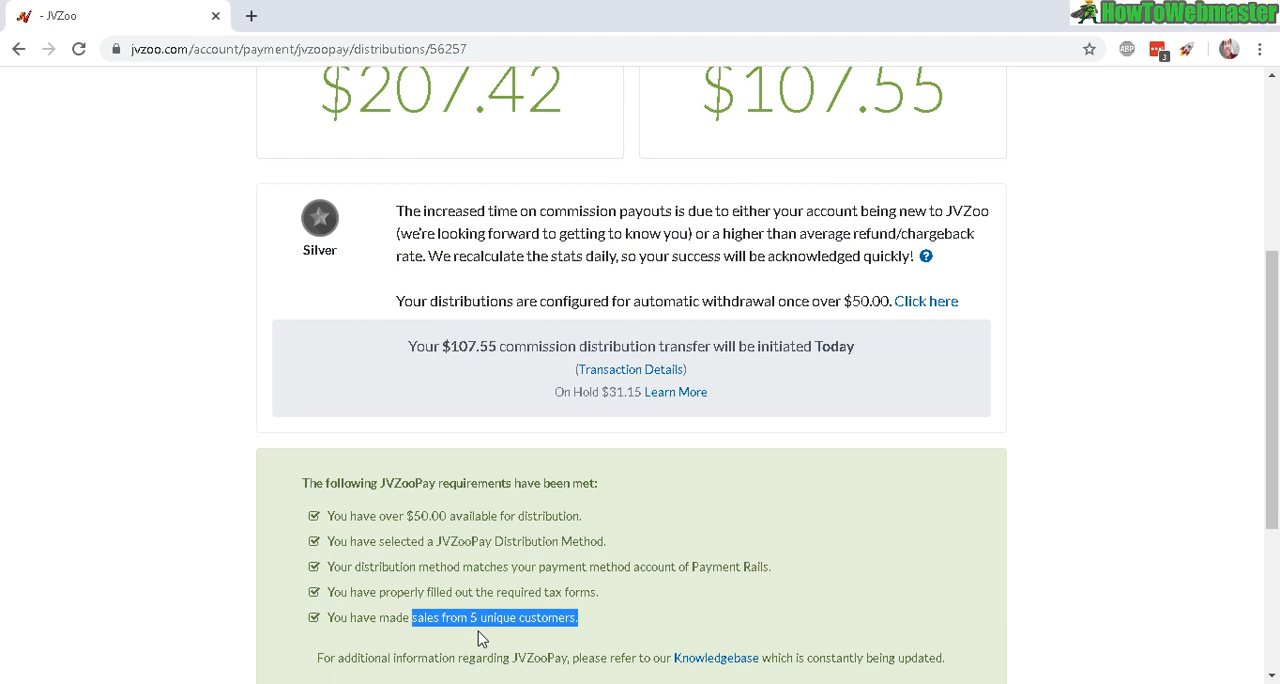 - JVZoo
HowToWebmaster
jvzoo.com/account/payment/jvzoopay/distributions/56257
ABP
3
$207.42
$107.55
Silver
The increased time on commission payouts is due to either your account being new to JVZoo
(we're looking forward to getting to know you) or a higher than average refund/chargeback
rate. We recalculate the stats daily, so your success will be acknowledged quickly! ?
Your distributions are configured for automatic withdrawal once over $50.00. Click here
Your $107.55 commission distribution transfer will be initiated Today
(Transaction Details)
On Hold $31.15 Learn More
The following JVZooPay requirements have been met:
You have over $50.00 available for distribution.
You have selected a JVZooPay Distribution Method.
Your distribution method matches your payment method account of Payment Rails.
You have properly filled out the required tax forms.
You have made sales from 5 unique customers.
For additional information regarding JVZooPay, please refer to our Knowledgebase which is constantly being updated.